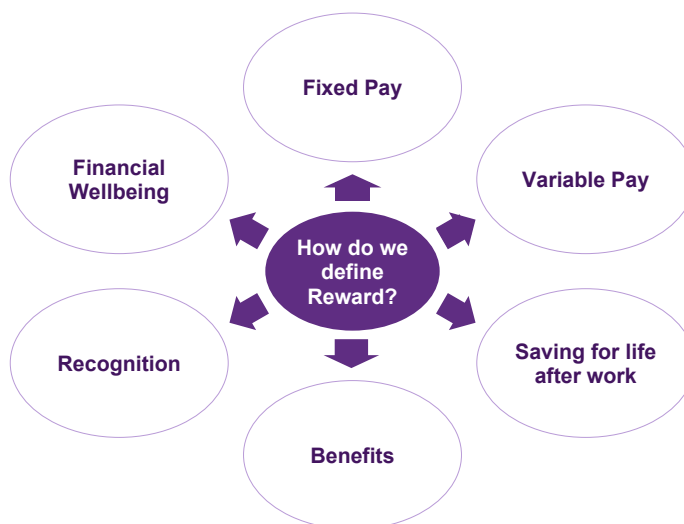 Fixed Pay
Financial
Wellbeing
Variable Pay
How do we
define
Reward?
Recognition
Saving for life
after work
Benefits